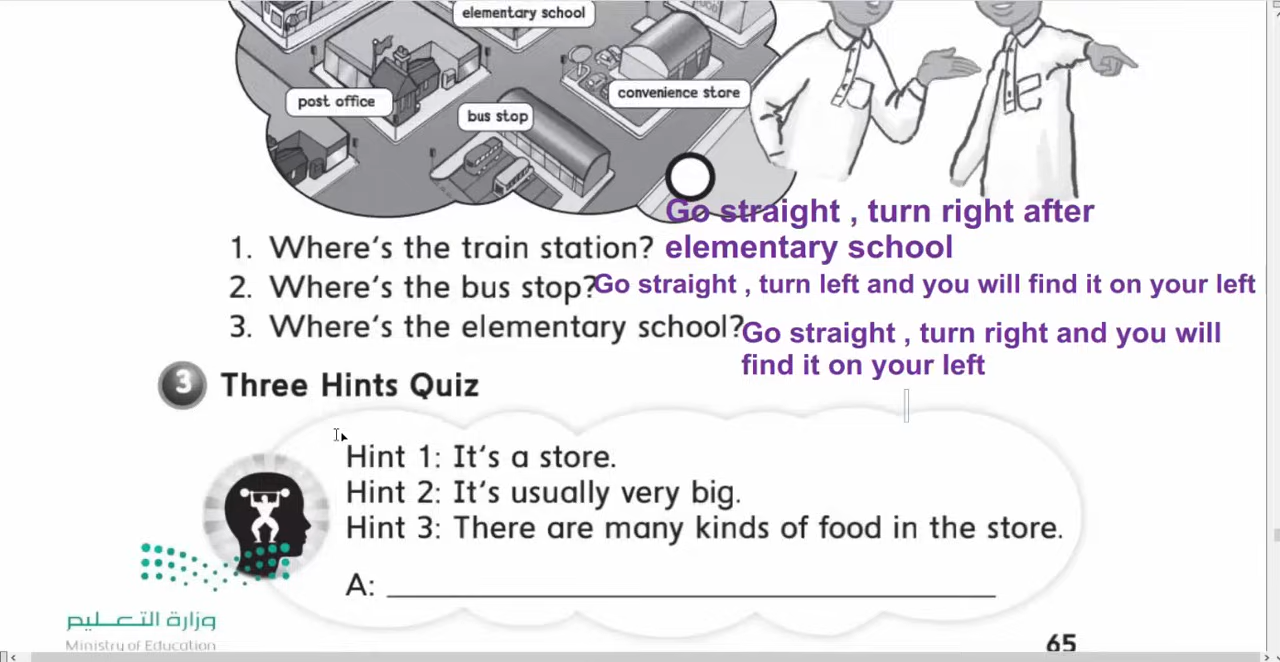 elementary school
post office
convenience store
bus stop
Go straight , turn right after
1. Where's the train station? elementary school
2. Where's the bus stop? Go straight , turn left and you will find it on your left
3. Where's the elementary school? Go straight , turn right and you will
find it on your left
3 Three Hints Quiz
Hint 1: It's a store.
Hint 2: It's usually very big.
Hint 3: There are many kinds of food in the store.
A:
وزارة التعليم
Ministry of Education
65